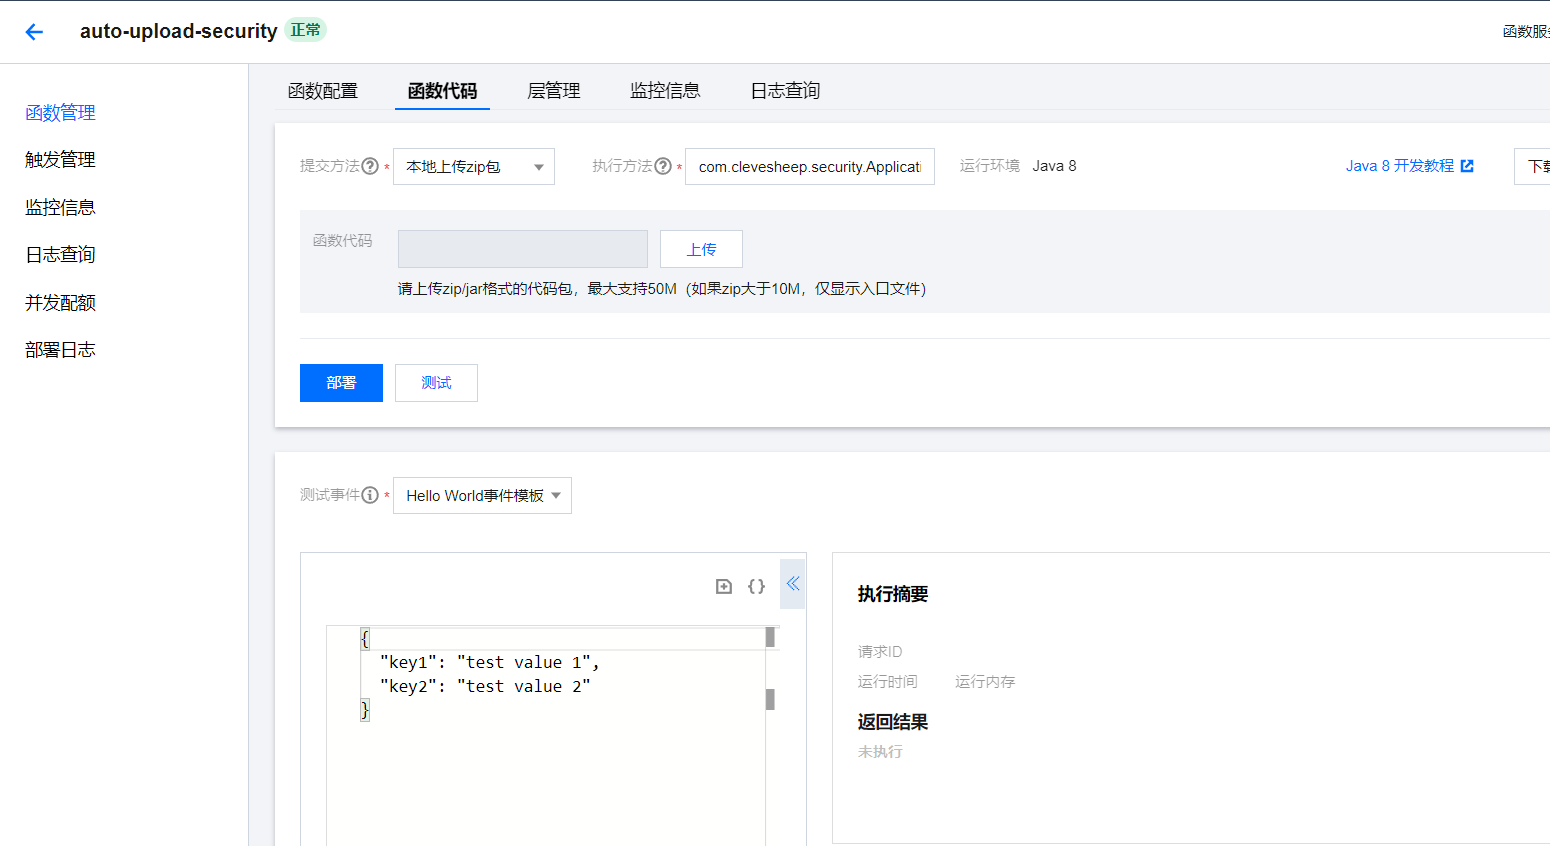 auto-upload-security 正常
函数服务
函数管理
触发管理
监控信息
日志查询
并发配额
部署日志
函数配置 函数代码 层管理 监控信息 日志查询
提交方法 * 本地上传zip包 执行方法 * com.clevesheep.security.Applicati 运行环境 Java 8 Java 8 开发教程 下载
函数代码 上传
请上传zip/jar格式的代码包，最大支持50M（如果zip大于10M，仅显示入口文件）
部署 测试
测试事件 * Hello World事件模板
{
"key1": "test value 1",
"key2": "test value 2"
}
执行摘要
请求ID
运行时间 运行内存
返回结果
未执行